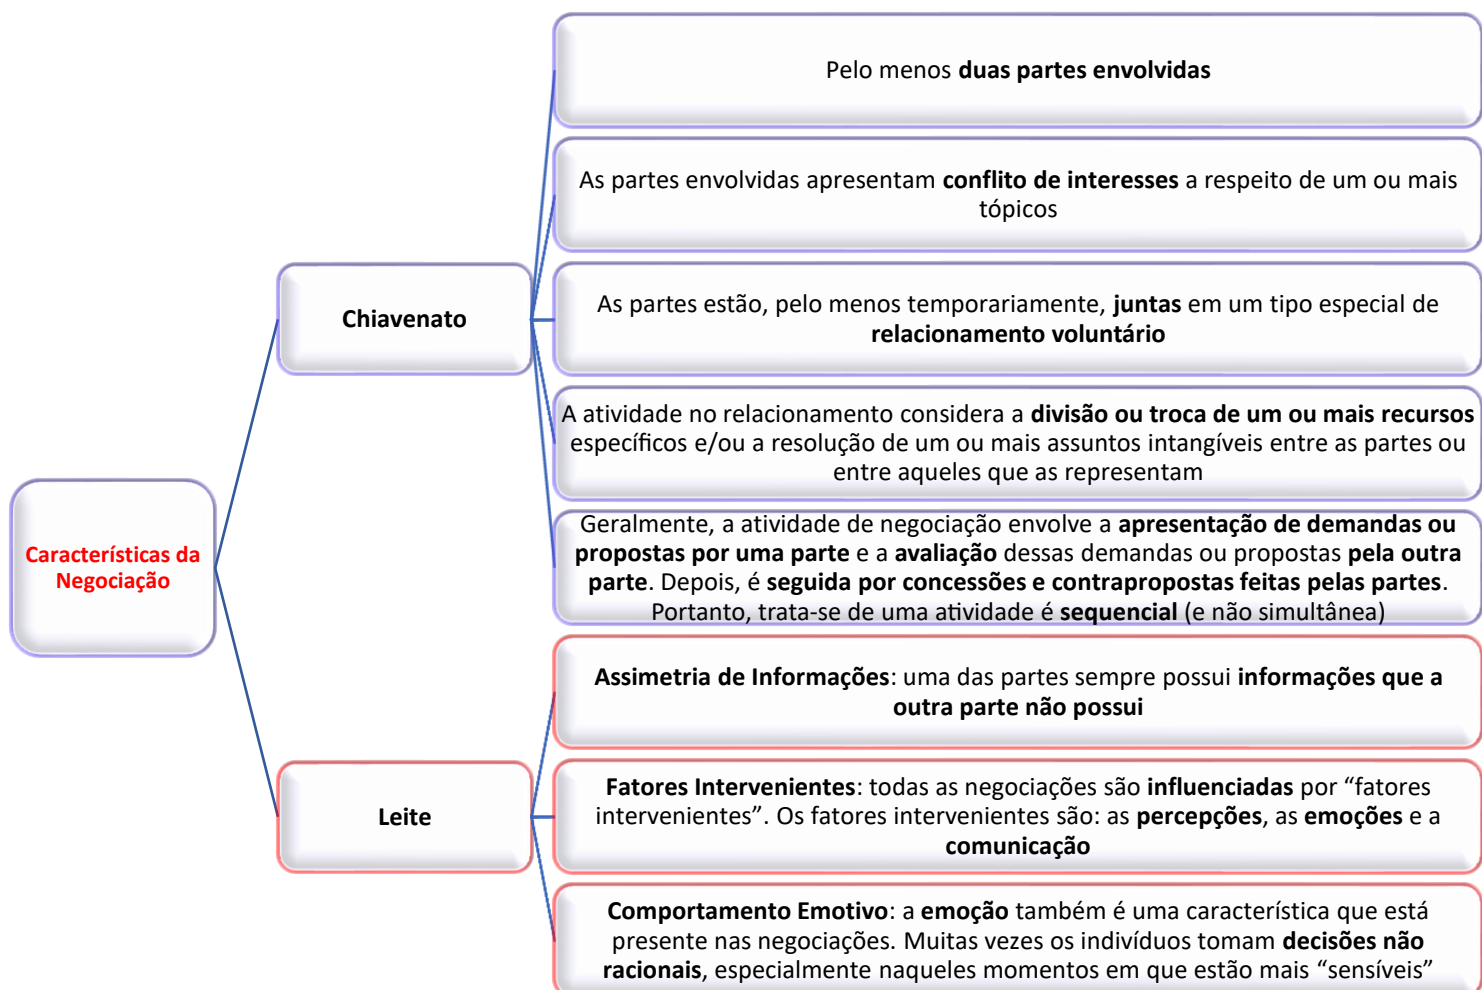 Características da
Negociação
Chiavenato
Pelo menos duas partes envolvidas
As partes envolvidas apresentam conflito de interesses a respeito de um ou mais
tópicos
As partes estão, pelo menos temporariamente, juntas em um tipo especial de
relacionamento voluntário
A atividade no relacionamento considera a divisão ou troca de um ou mais recursos
específicos e/ou a resolução de um ou mais assuntos intangíveis entre as partes ou
entre aqueles que as representam
Geralmente, a atividade de negociação envolve a apresentação de demandas ou
propostas por uma parte e a avaliação dessas demandas ou propostas pela outra
parte. Depois, é seguida por concessões e contrapropostas feitas pelas partes.
Portanto, trata-se de uma atividade é sequencial (e não simultânea)
Leite
Assimetria de Informações: uma das partes sempre possui informações que a
outra parte não possui
Fatores Intervenientes: todas as negociações são influenciadas por “fatores
intervenientes”. Os fatores intervenientes são: as percepções, as emoções e a
comunicação
Comportamento Emotivo: a emoção também é uma característica que está
presente nas negociações. Muitas vezes os indivíduos tomam decisões não
racionais, especialmente naqueles momentos em que estão mais “sensíveis”